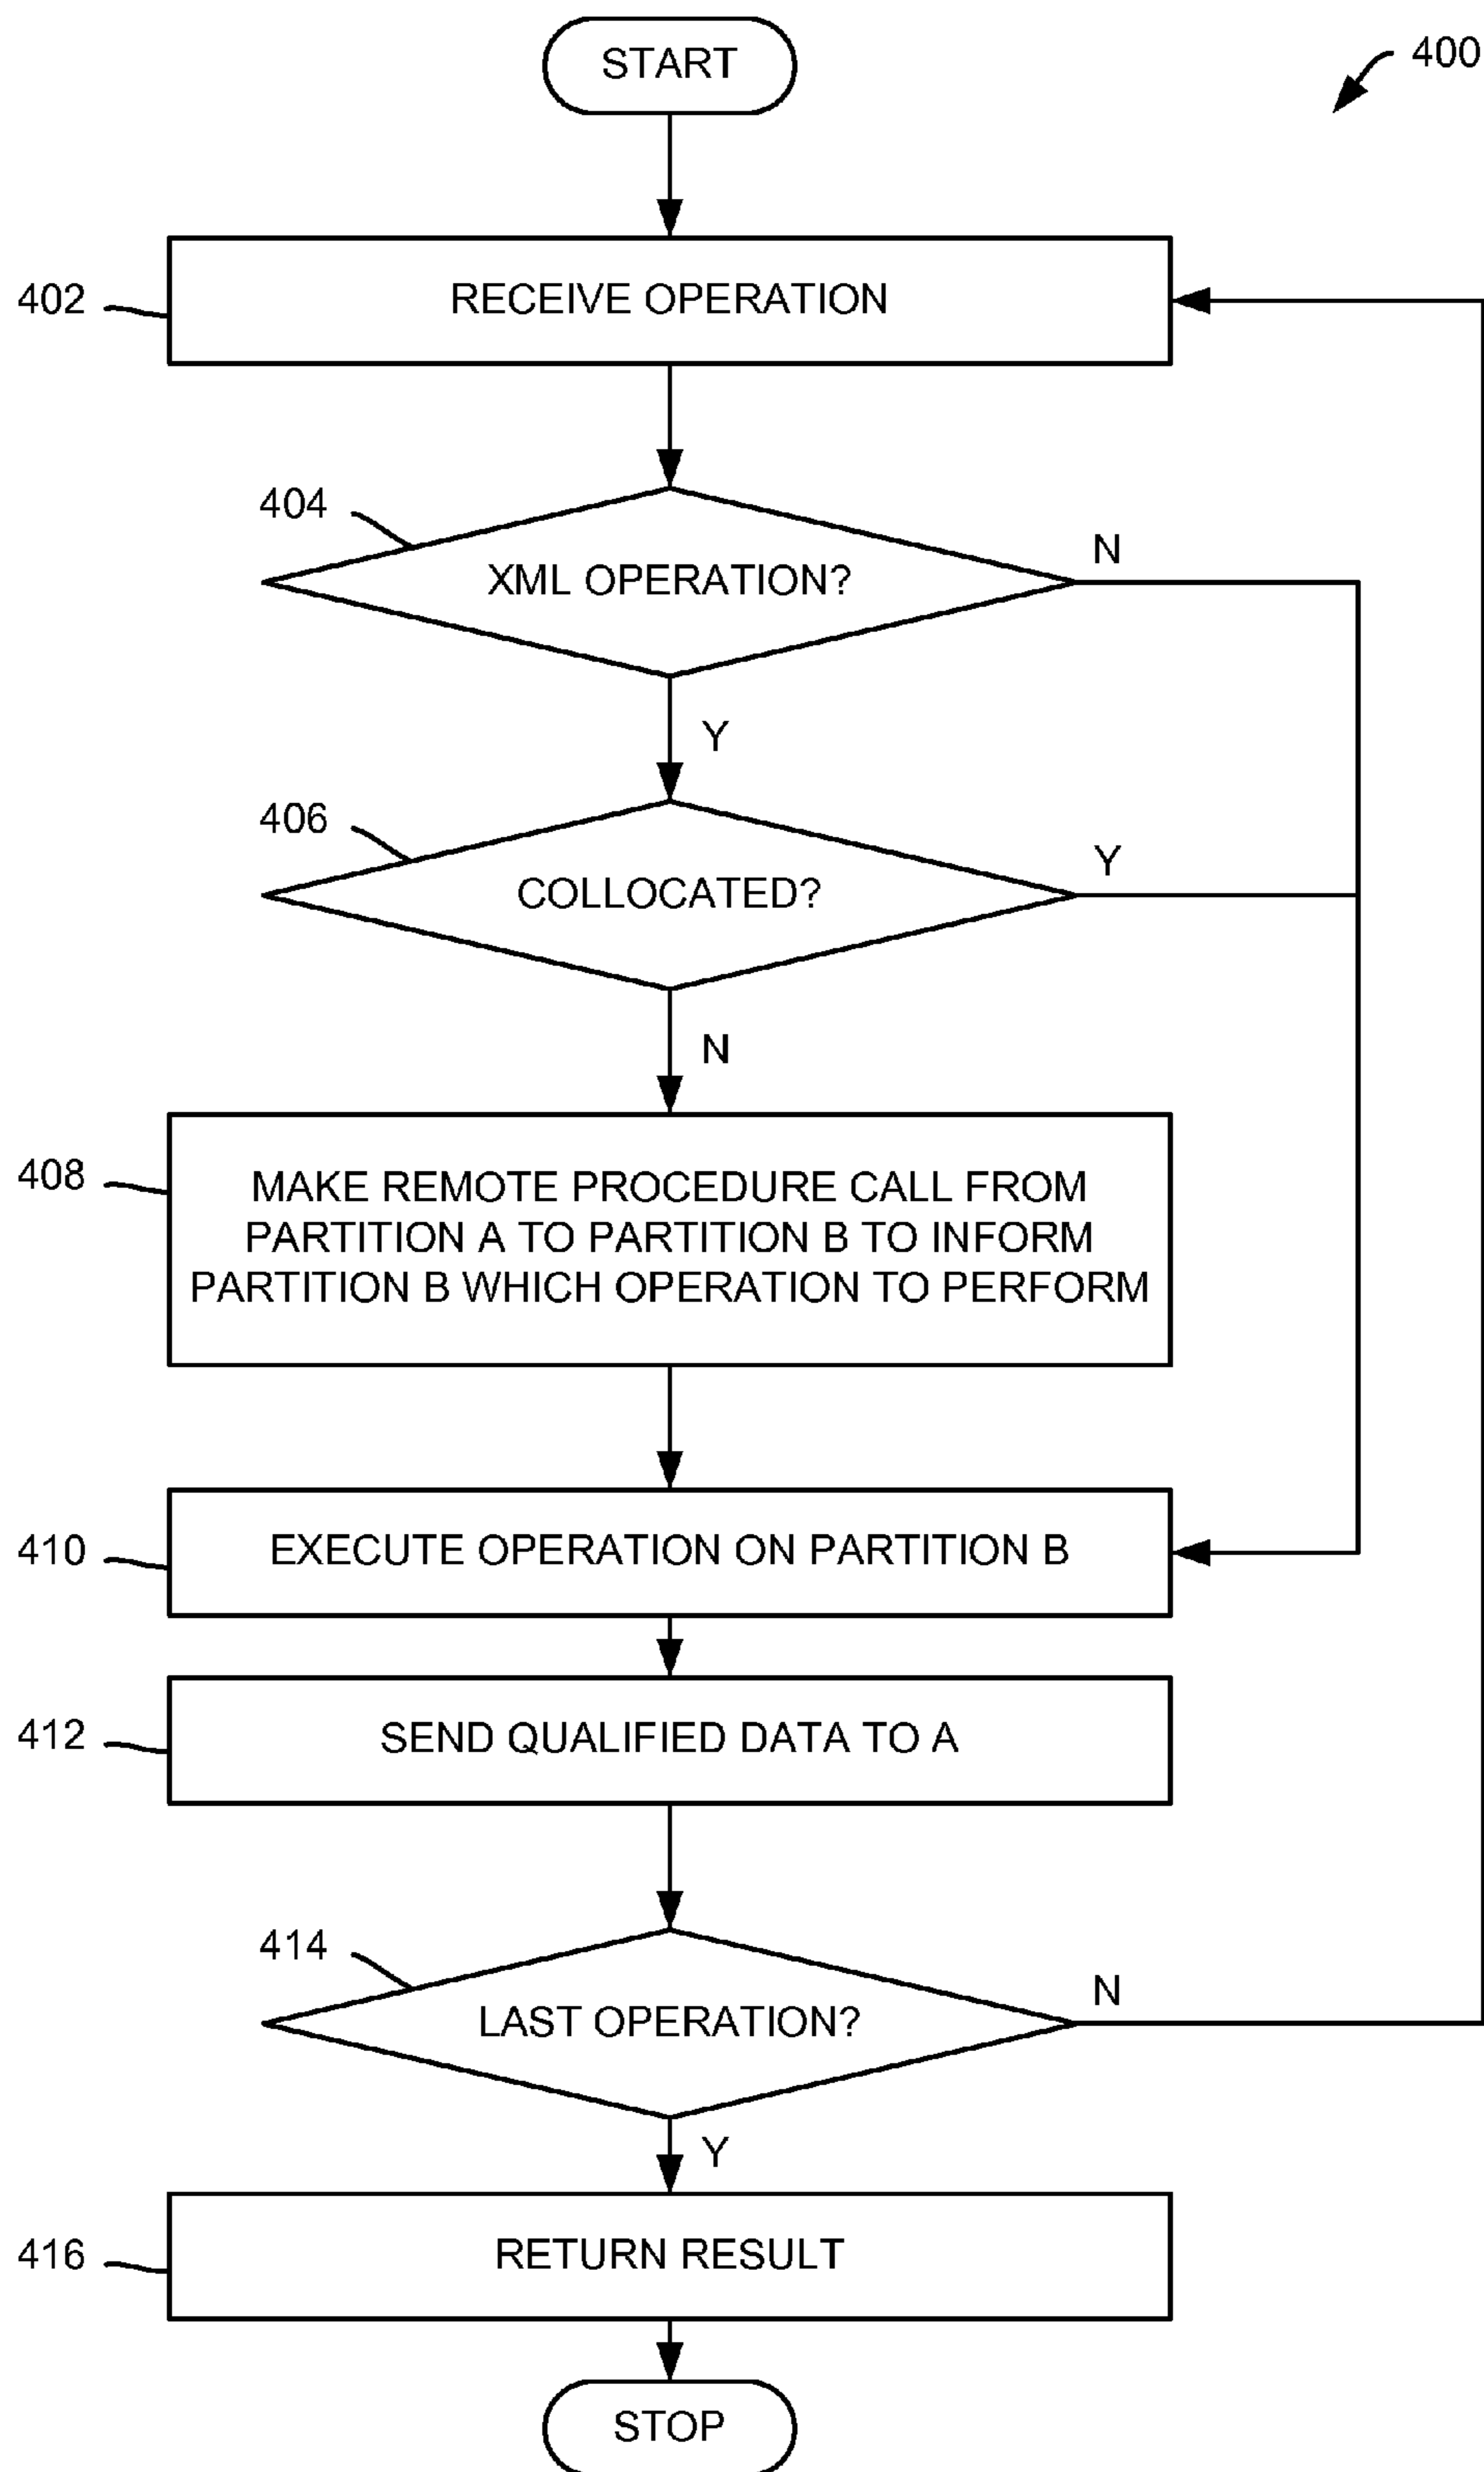 START
400
402
RECEIVE OPERATION
404
XML OPERATION?
N
Y
406
COLLOCATED?
Y
N
408
MAKE REMOTE PROCEDURE CALL FROM
PARTITION A TO PARTITION B TO INFORM
PARTITION B WHICH OPERATION TO PERFORM
410
EXECUTE OPERATION ON PARTITION B
412
SEND QUALIFIED DATA TO A
414
LAST OPERATION?
N
Y
416
RETURN RESULT
STOP